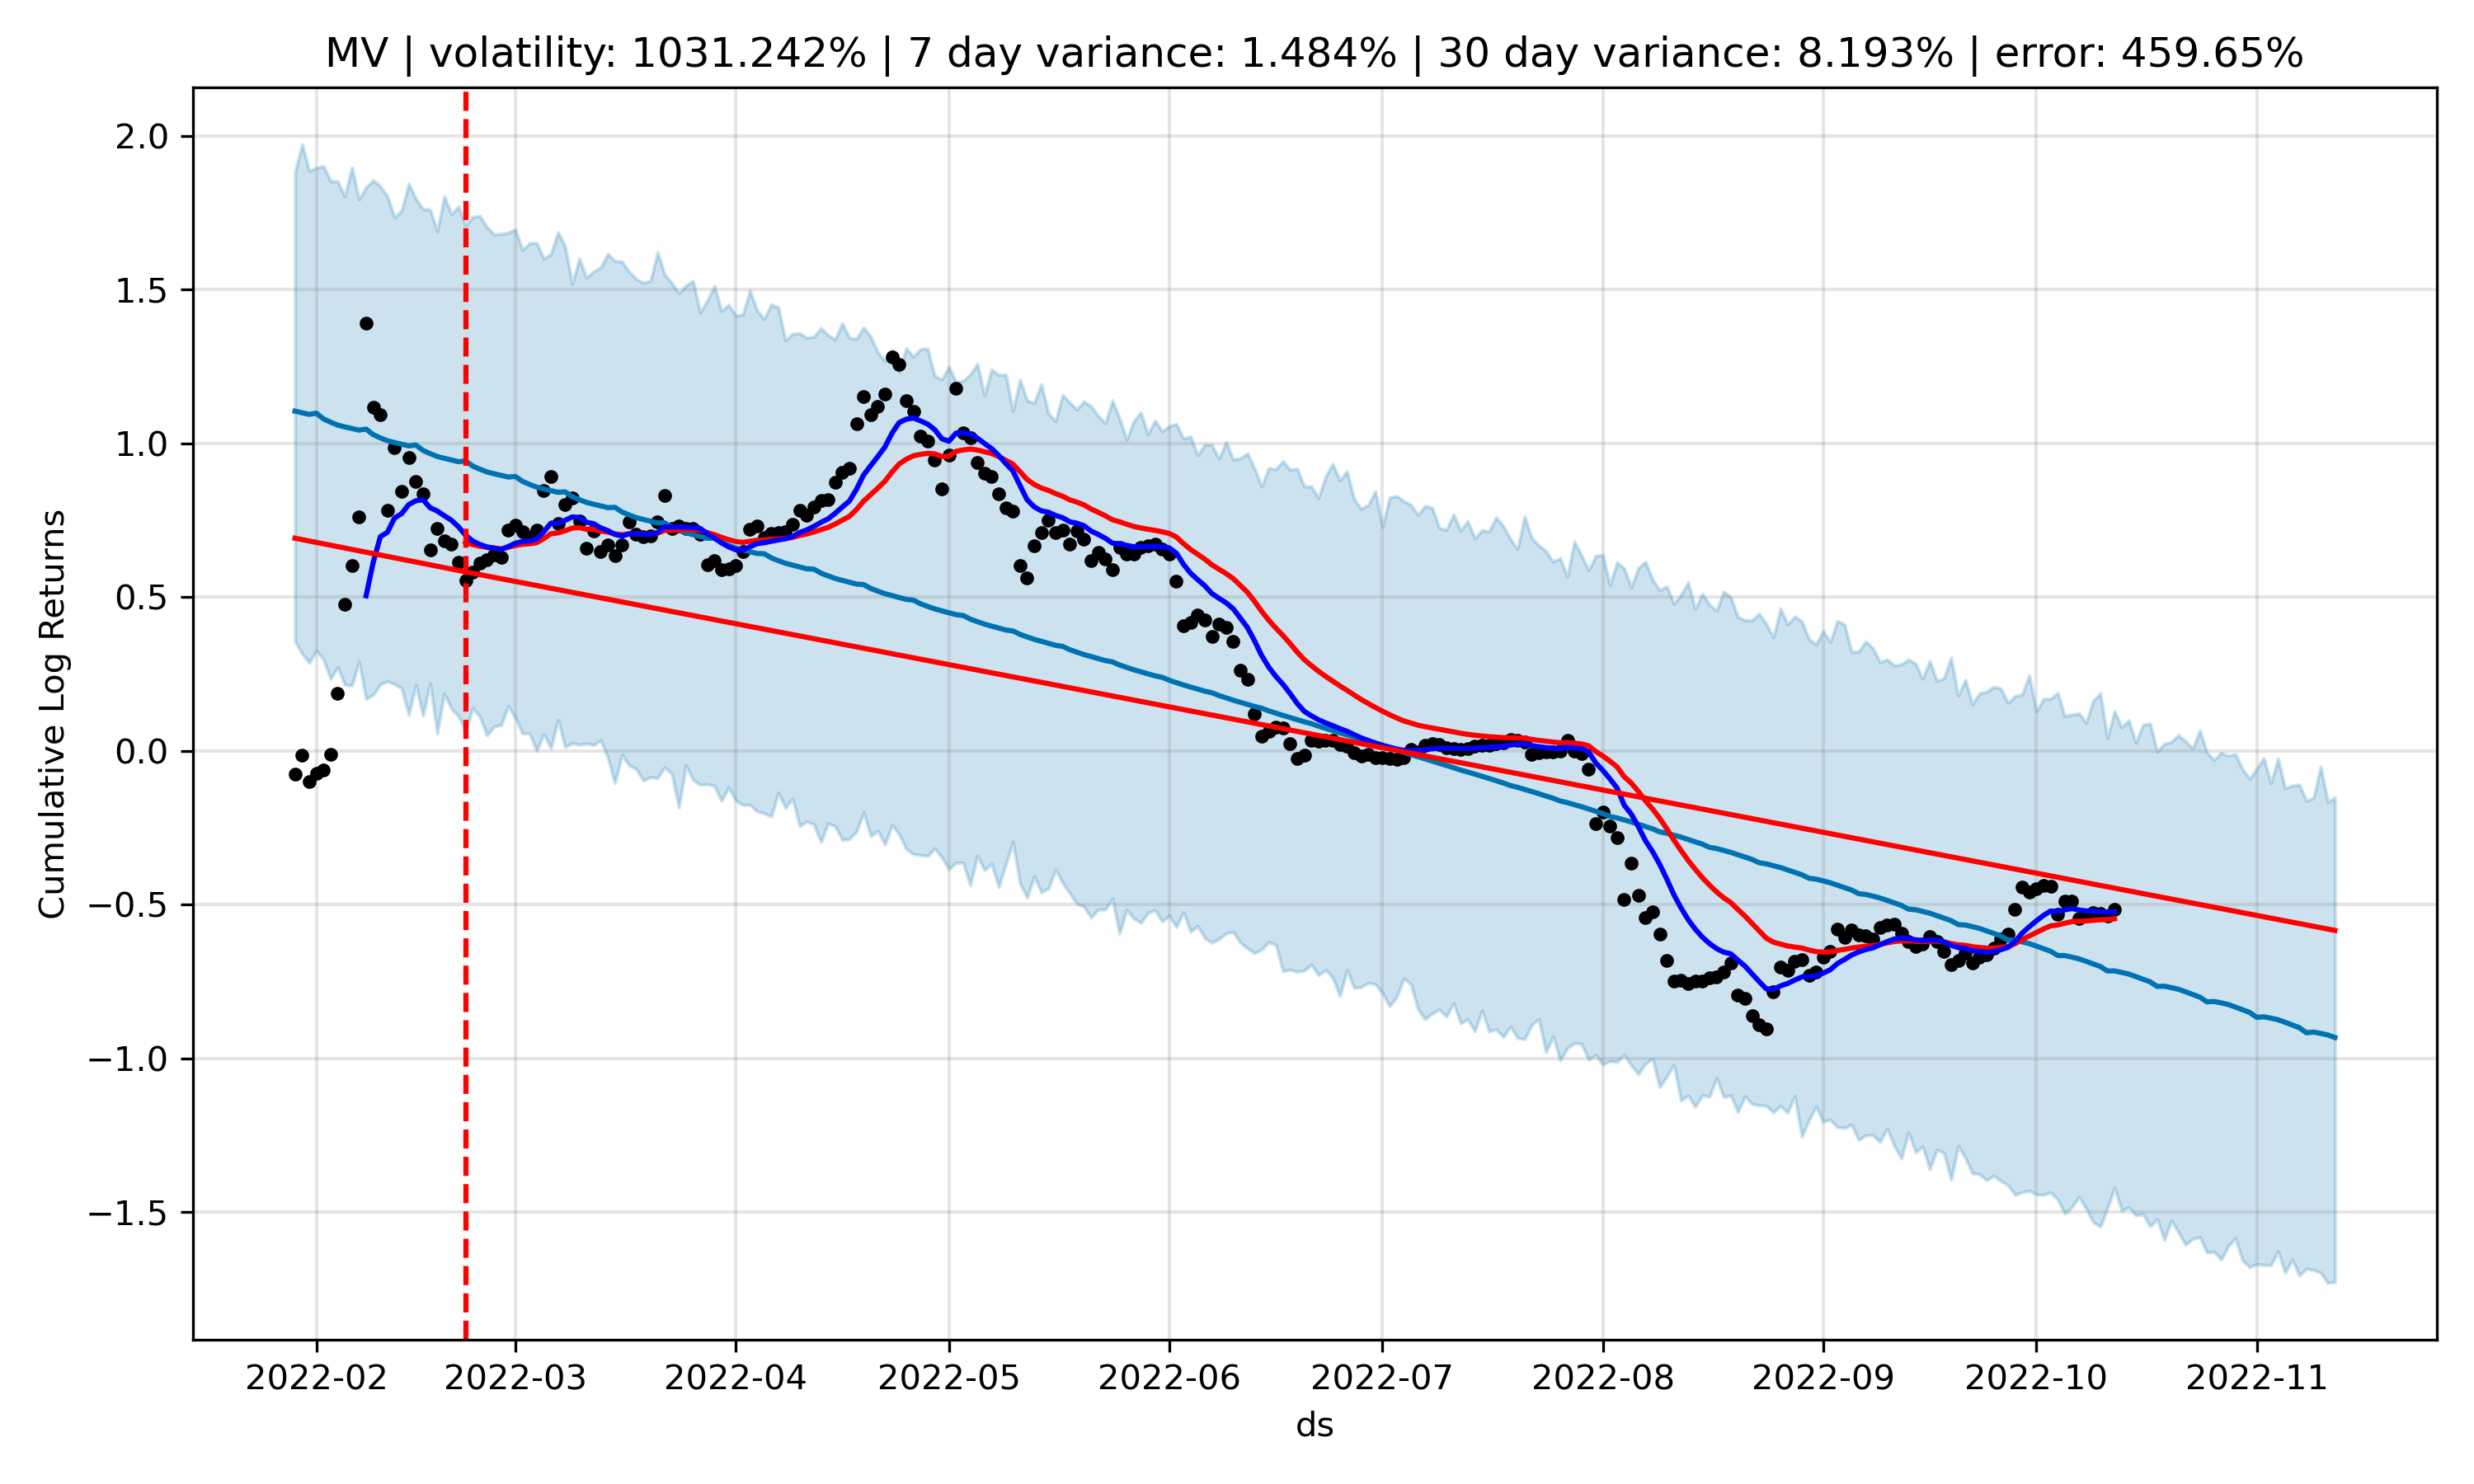 MV | volatility: 1031.242% | 7 day variance: 1.484% | 30 day variance: 8.193% | error: 459.65%
2.0
1.5
1.0
0.5
0.0
−0.5
−1.0
−1.5
Cumulative Log Returns
2022-02 2022-03 2022-04 2022-05 2022-06 2022-07 2022-08 2022-09 2022-10 2022-11
ds